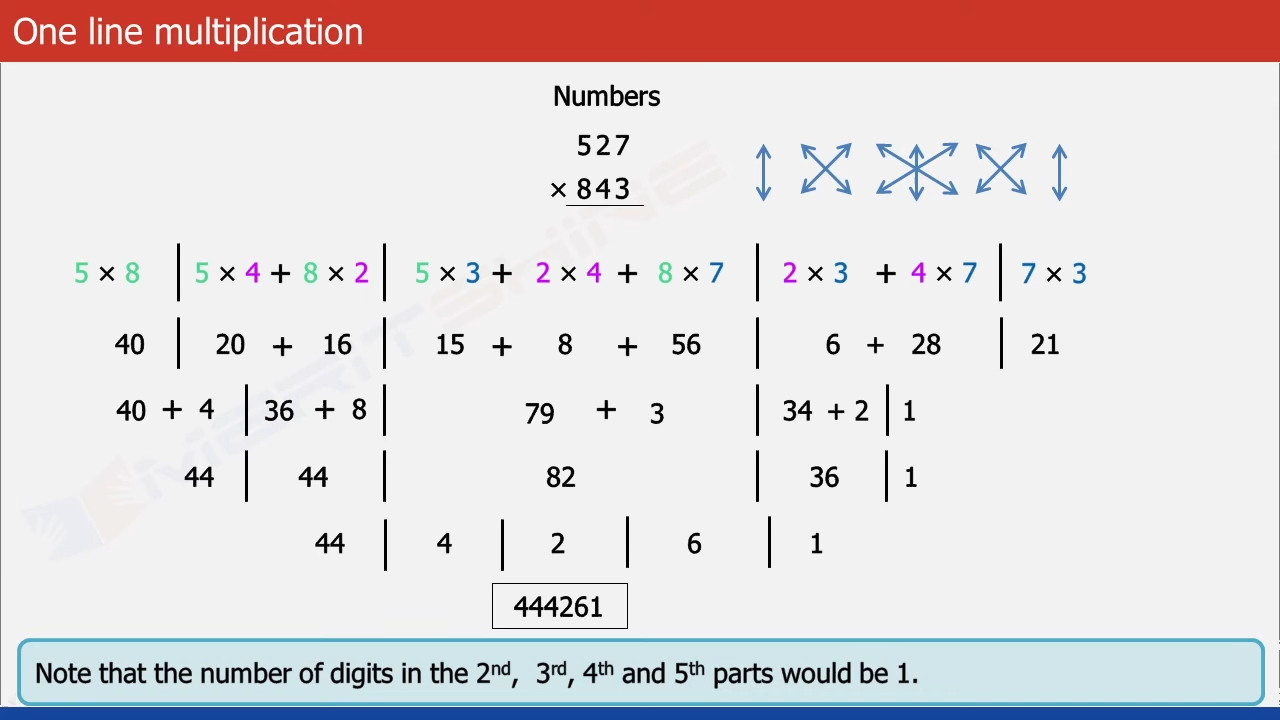 One line multiplication
Numbers
527
× 843
5 × 8 | 5 × 4 + 8 × 2 | 5 × 3 + 2 × 4 + 8 × 7 | 2 × 3 + 4 × 7 | 7 × 3
40 | 20 + 16 | 15 + 8 + 56 | 6 + 28 | 21
40 + 4 | 36 + 8 | 79 + 3 | 34 + 2 | 1
44 | 44 | 82 | 36 | 1
44 | 4 | 2 | 6 | 1
444261
Note that the number of digits in the 2nd, 3rd, 4th and 5th parts would be 1.
MeritShine